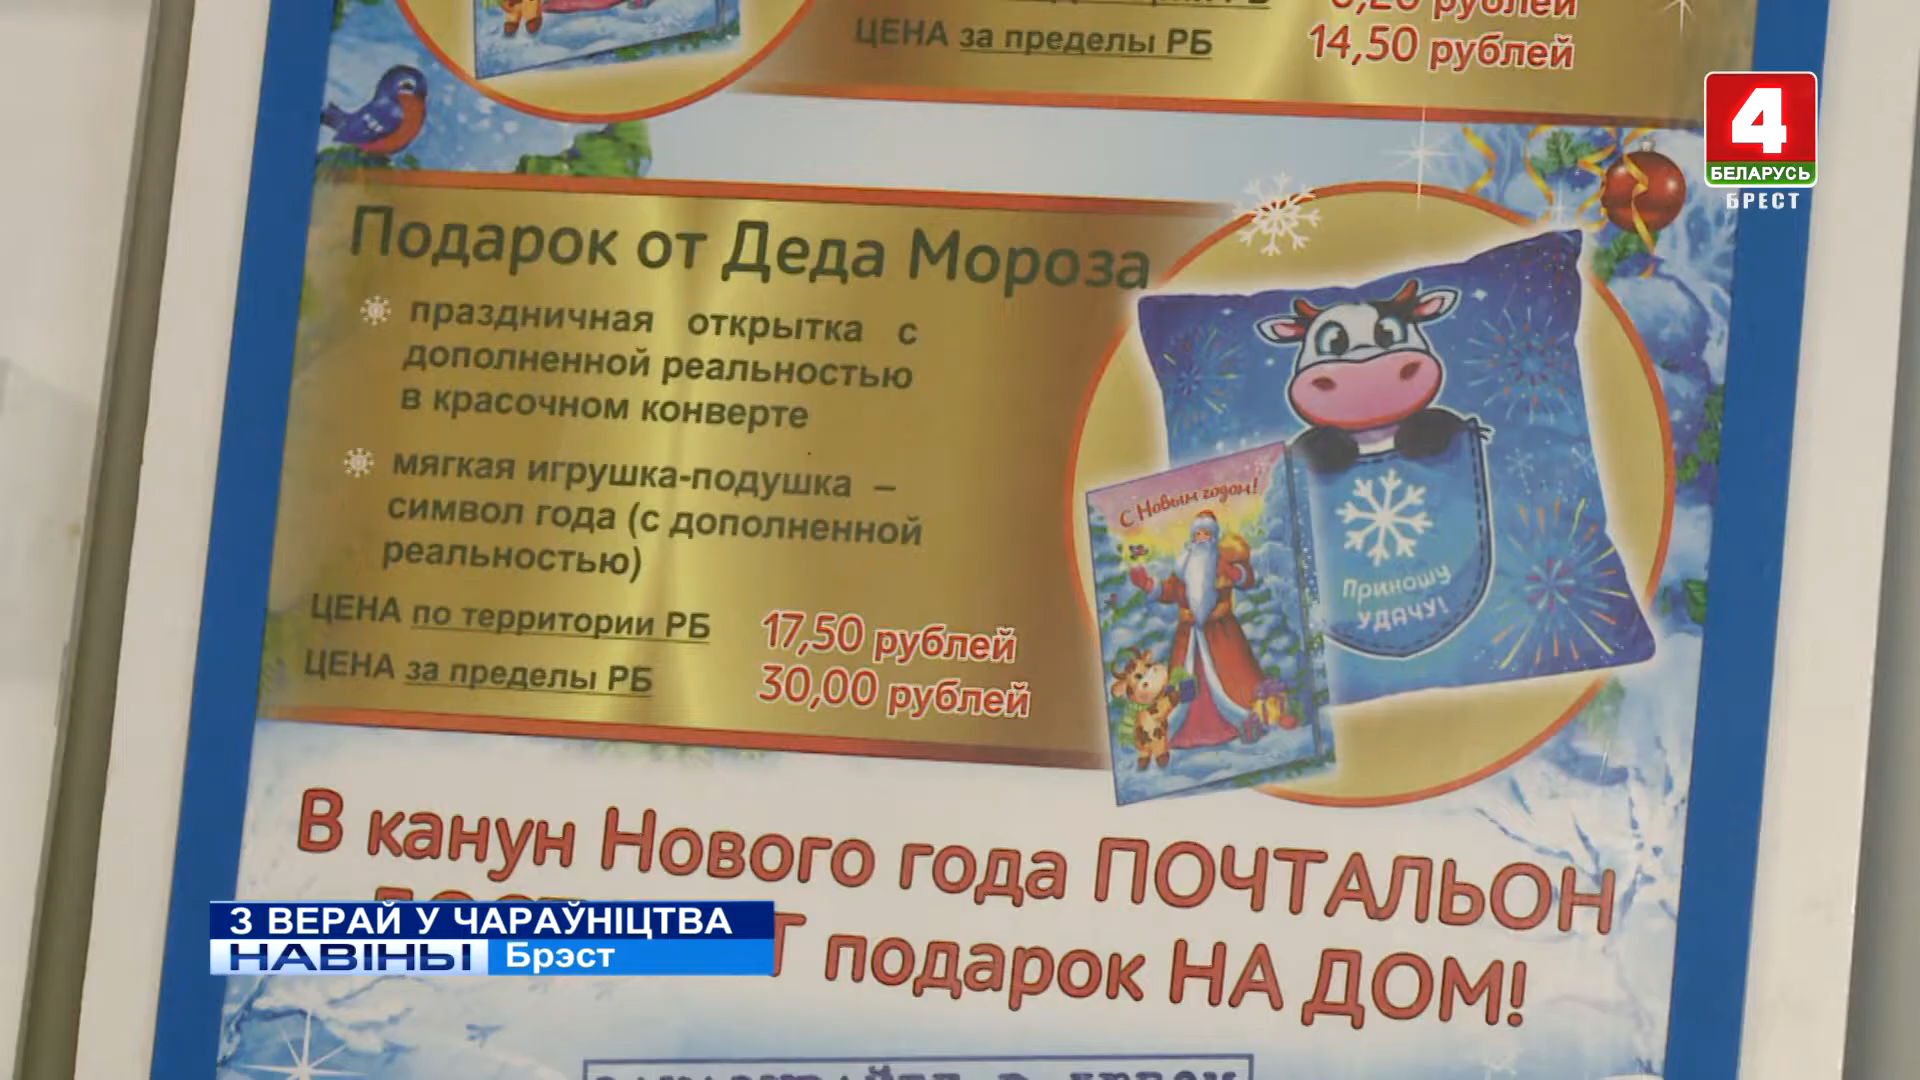 ЦЕНА за пределы РБ 14,50 рублей
4
БЕЛАРУСЬ
БРЕСТ
Подарок от Деда Мороза
праздничная открытка с
дополненной реальностью
в красочном конверте
мягкая игрушка-подушка –
символ года (с дополненной
реальностью)
ЦЕНА по территории РБ 17,50 рублей
ЦЕНА за пределы РБ 30,00 рублей
С Новым годом!
Приношу
УДАЧУ!
В канун Нового года ПОЧТАЛЬОН
подарок НА ДОМ!
З ВЕРАЙ У ЧАРАЎНІЦТВА
НАВІНЫ Брэст